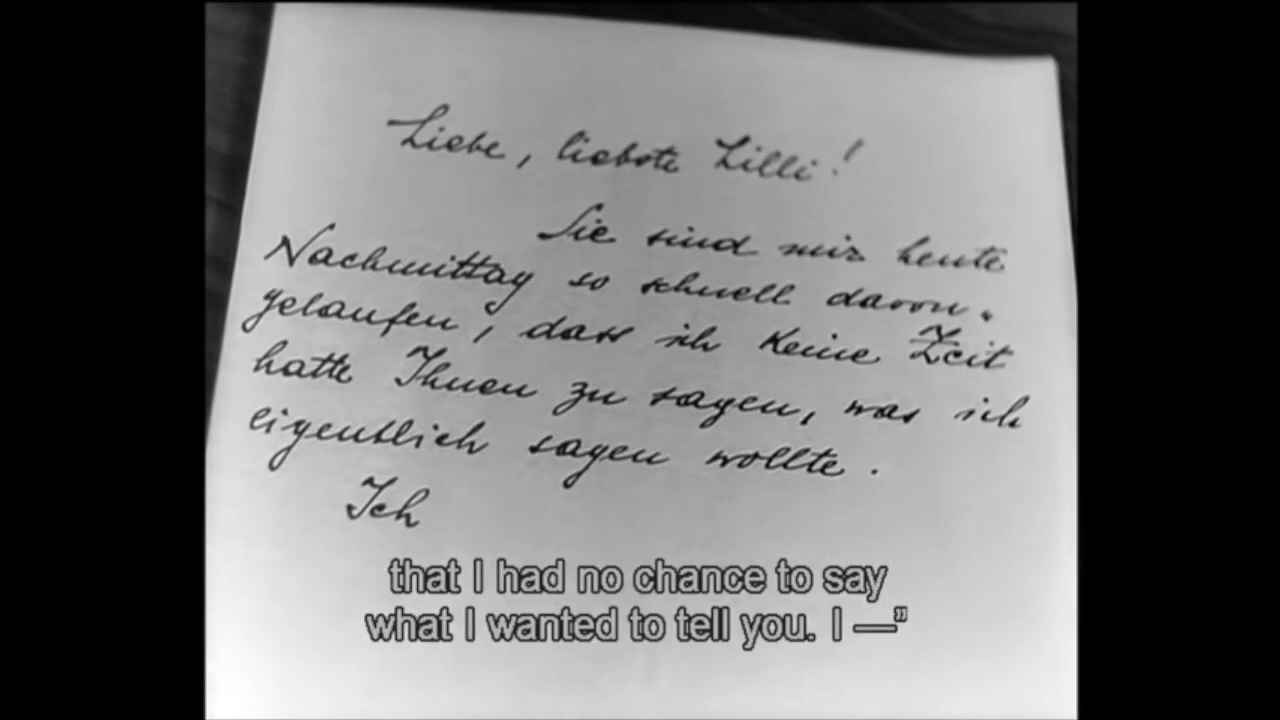 Liebe, liebste Lilli!
Sie sind mir heute
Nachmittag so schnell davon-
gelaufen, dass ich keine Zeit
hatte Ihnen zu sagen, was ich
eigentlich sagen wollte.
Ich
that I had no chance to say
what I wanted to tell you. I —”